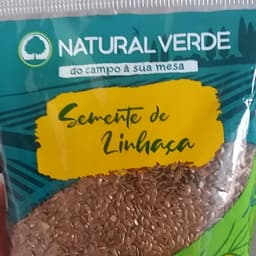 NATURAL VERDE
do campo à sua mesa
Semente de
Linhaça